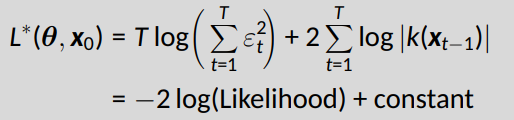 L*(θ, x₀) = T log( ∑ₜ₌₁ᵀ εₜ² ) + 2 ∑ₜ₌₁ᵀ log |k(xₜ₋₁)|
= −2 log(Likelihood) + constant